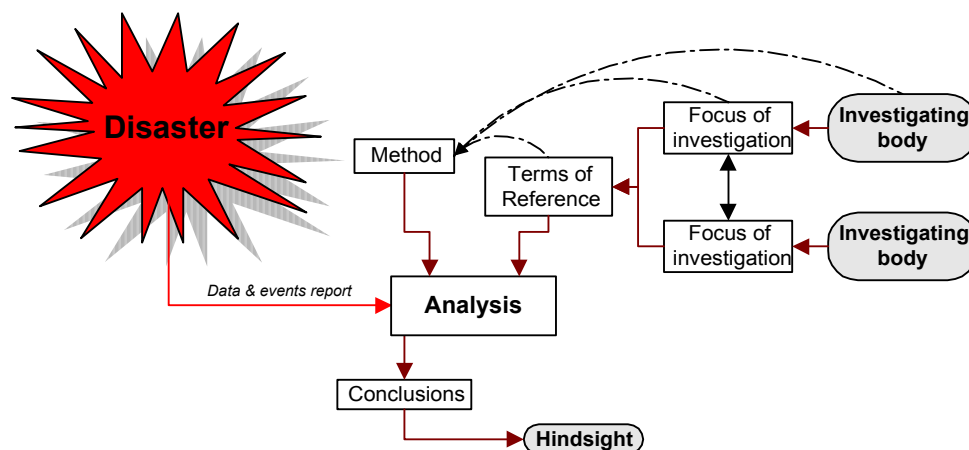 Disaster
Method
Terms of
Reference
Focus of
investigation
Investigating
body
Focus of
investigation
Investigating
body
Data & events report
Analysis
Conclusions
Hindsight